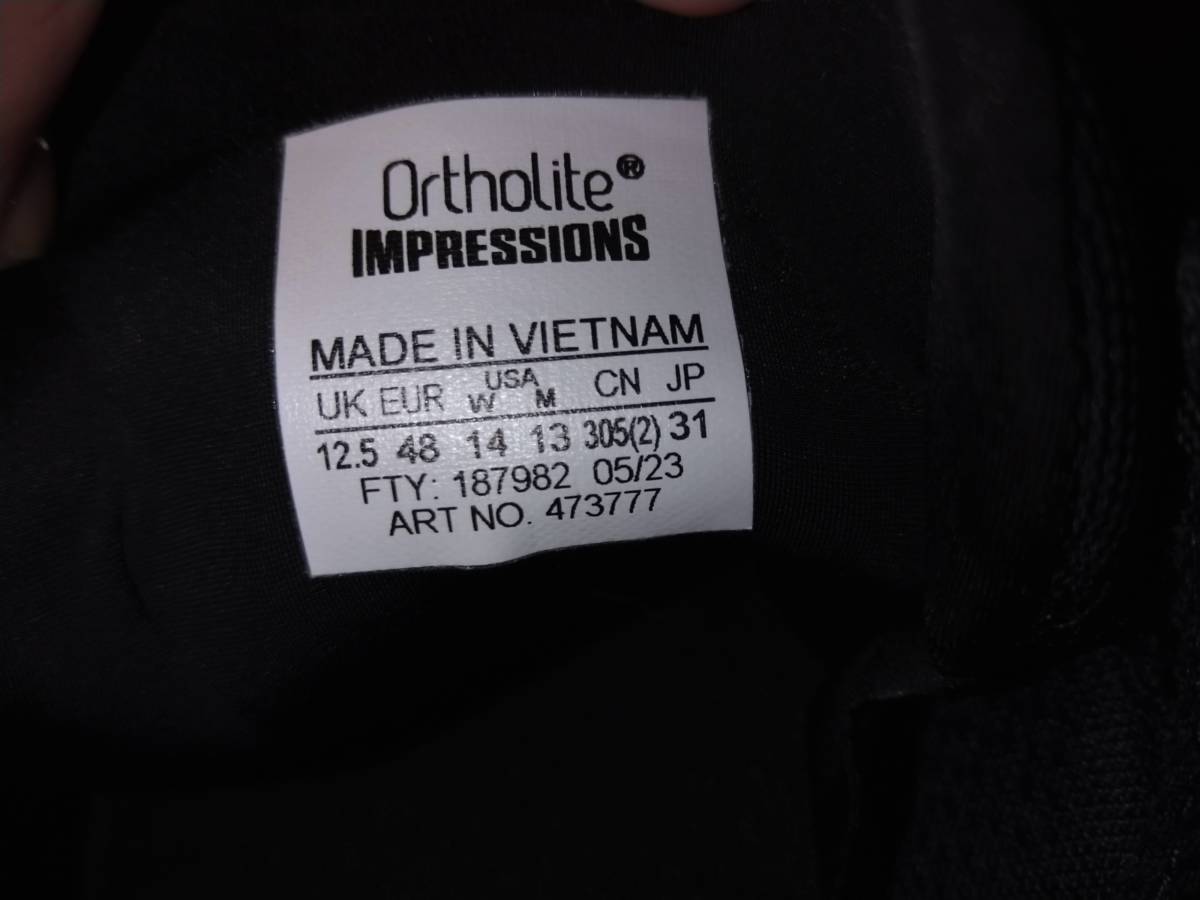 Ortholite®
IMPRESSIONS
MADE IN VIETNAM
UK EUR USA W M CN JP
12.5 48 14 13 305(2) 31
FTY: 187982 05/23
ART NO. 473777